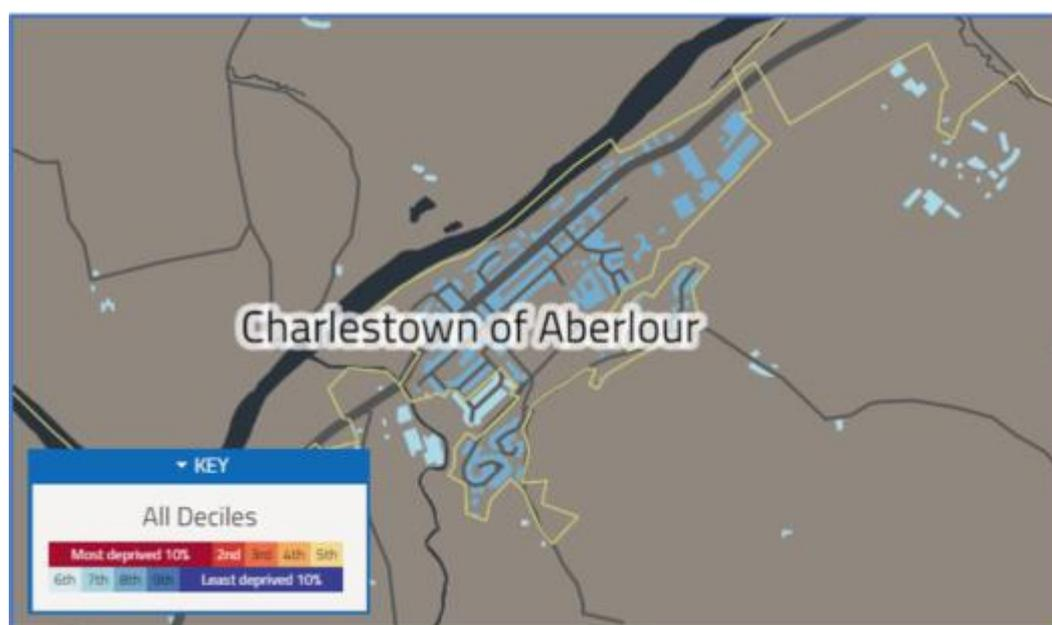 Charlestown of Aberlour
KEY
All Deciles
Most deprived 10% 2nd 3rd 4th 5th
6th 7th 8th 9th Least deprived 10%